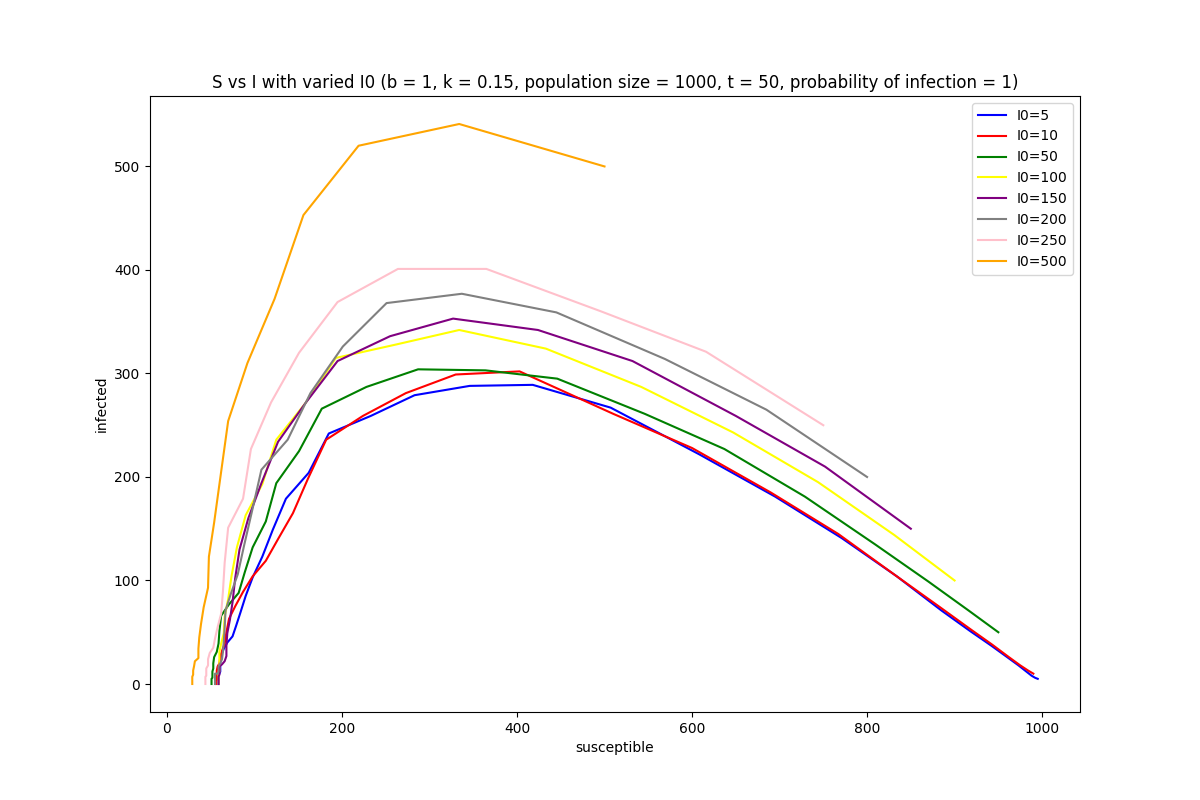 S vs I with varied I0 (b = 1, k = 0.15, population size = 1000, t = 50, probability of infection = 1)
I0=5
I0=10
I0=50
I0=100
I0=150
I0=200
I0=250
I0=500
500
400
300
200
100
0
infected
0 200 400 600 800 1000
susceptible